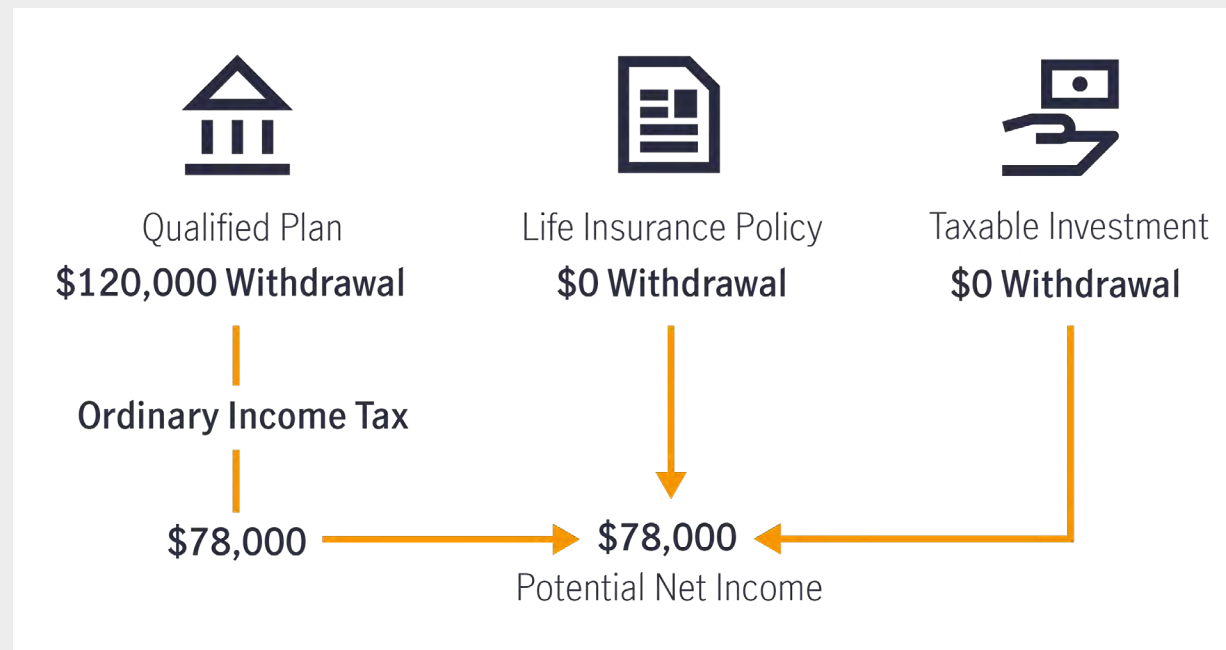 Qualified Plan
$120,000 Withdrawal
Life Insurance Policy
$0 Withdrawal
Taxable Investment
$0 Withdrawal
Ordinary Income Tax
$78,000
$78,000
Potential Net Income